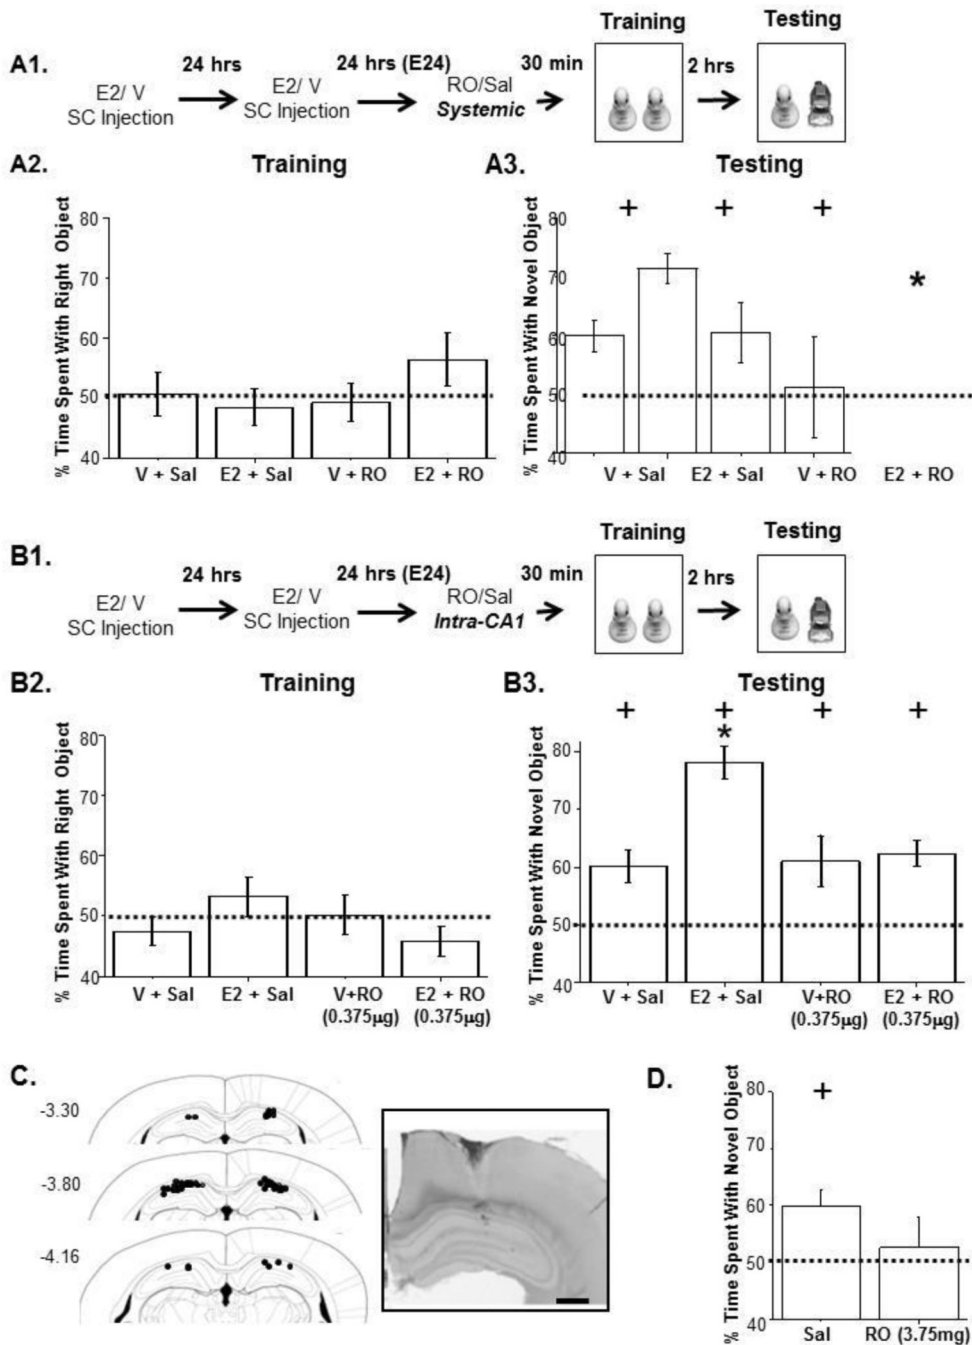 Training
Testing
A1.
24 hrs
24 hrs (E24)
30 min
2 hrs
E2/ V
SC Injection
E2/ V
SC Injection
RO/Sal
Systemic
A2.
Training
% Time Spent With Right Object
80
70
60
50
40
V + Sal
E2 + Sal
V + RO
E2 + RO
A3.
Testing
+
+
+
*
% Time Spent With Novel Object
80
70
60
50
40
V + Sal
E2 + Sal
V + RO
E2 + RO
Training
Testing
B1.
24 hrs
24 hrs (E24)
30 min
2 hrs
E2/ V
SC Injection
E2/ V
SC Injection
RO/Sal
Intra-CA1
B2.
Training
% Time Spent With Right Object
80
70
60
50
40
V + Sal
E2 + Sal
V+RO
(0.375µg)
E2 + RO
(0.375µg)
B3.
Testing
+
+
*
+
+
% Time Spent With Novel Object
80
70
60
50
40
V + Sal
E2 + Sal
V+RO
(0.375µg)
E2 + RO
(0.375µg)
C.
-3.30
-3.80
-4.16
D.
+
% Time Spent With Novel Object
80
70
60
50
40
Sal
RO (3.75mg)